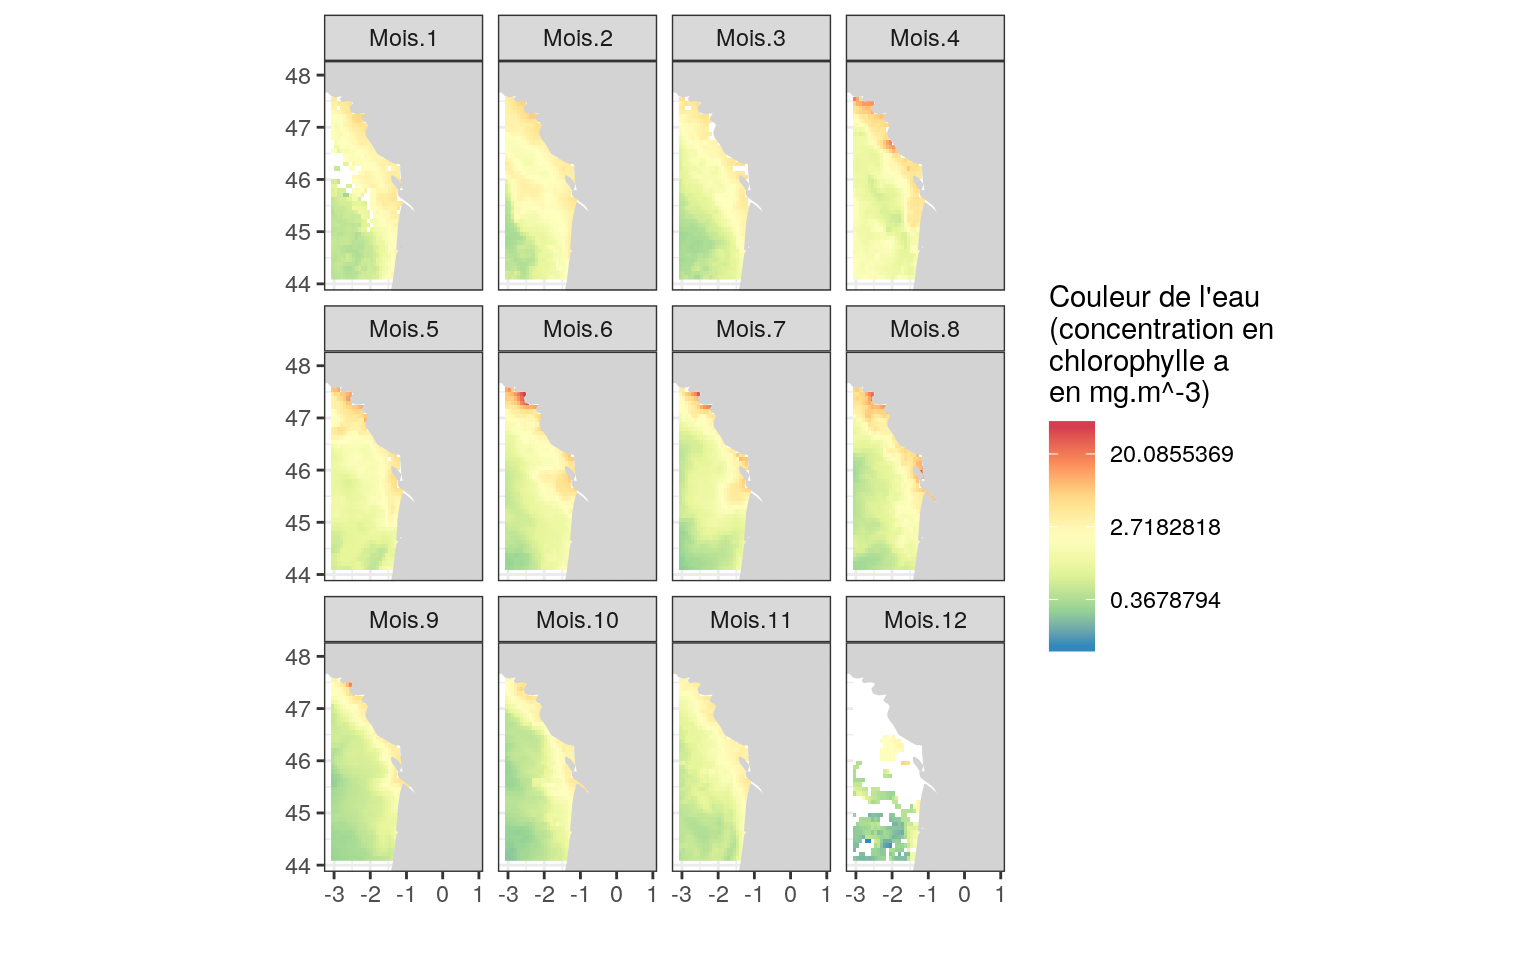 Mois.1 Mois.2 Mois.3 Mois.4
48
47
46
45
44
Mois.5 Mois.6 Mois.7 Mois.8
48
47
46
45
44
Mois.9 Mois.10 Mois.11 Mois.12
48
47
46
45
44
-3 -2 -1 0 1 -3 -2 -1 0 1 -3 -2 -1 0 1 -3 -2 -1 0 1
Couleur de l'eau
(concentration en
chlorophylle a
en mg.m^-3)
20.0855369
2.7182818
0.3678794